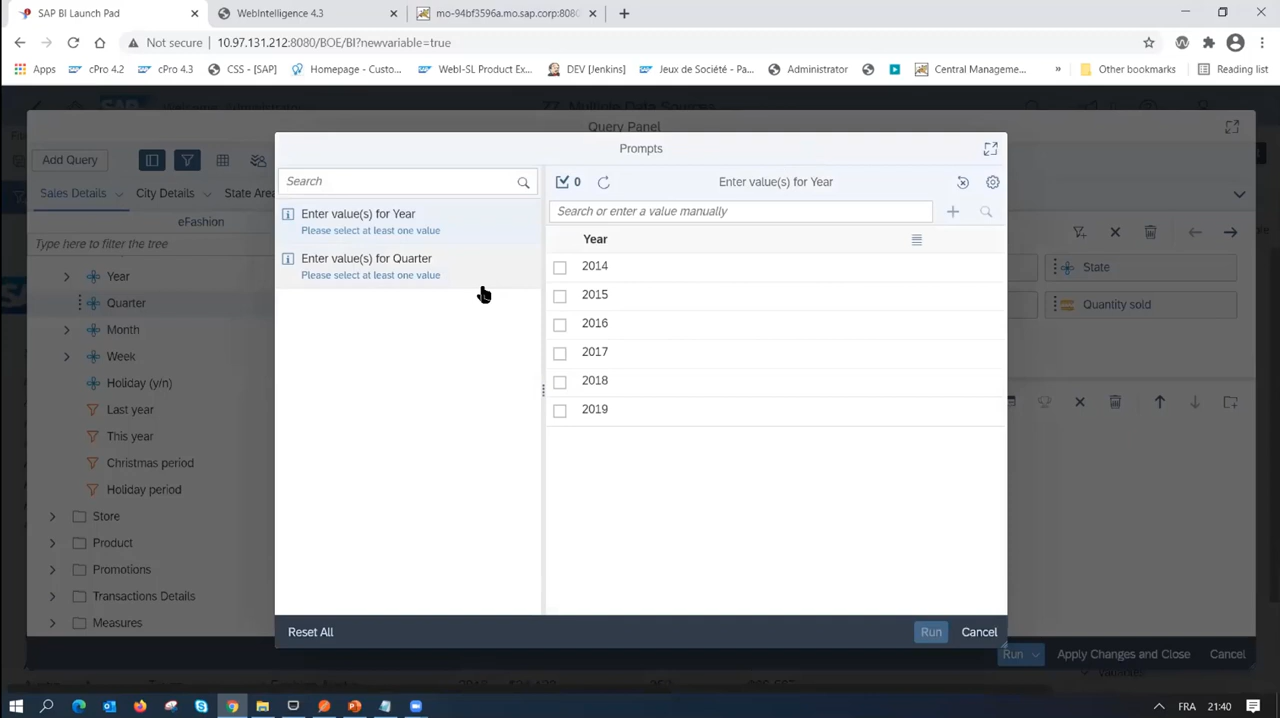 SAP BI Launch Pad
WebIntelligence 4.3
mo-94bf3596a.mo.sap.corp:8080
Not secure | 10.97.131.212:8080/BOE/BI?newvariable=true
Apps
cPro 4.2
cPro 4.3
CSS - [SAP]
Homepage - Custo...
WebI-SL Product Ex...
DEV [Jenkins]
Jeux de Société - Pa...
Administrator
Central Manageme...
»
Other bookmarks
Reading list
Multiple Data Sources
Query Panel
Prompts
Add Query
Search
0
Enter value(s) for Year
Sales Details
City Details
State Area
Enter value(s) for Year
Please select at least one value
Search or enter a value manually
eFashion
Type here to filter the tree
Year
Enter value(s) for Quarter
Please select at least one value
2014
2015
2016
2017
2018
2019
State
Quantity sold
Year
Quarter
Month
Week
Holiday (y/n)
Last year
This year
Christmas period
Holiday period
Store
Product
Promotions
Transactions Details
Measures
Reset All
Run
Cancel
Run
Apply Changes and Close
Cancel
FRA
21:40